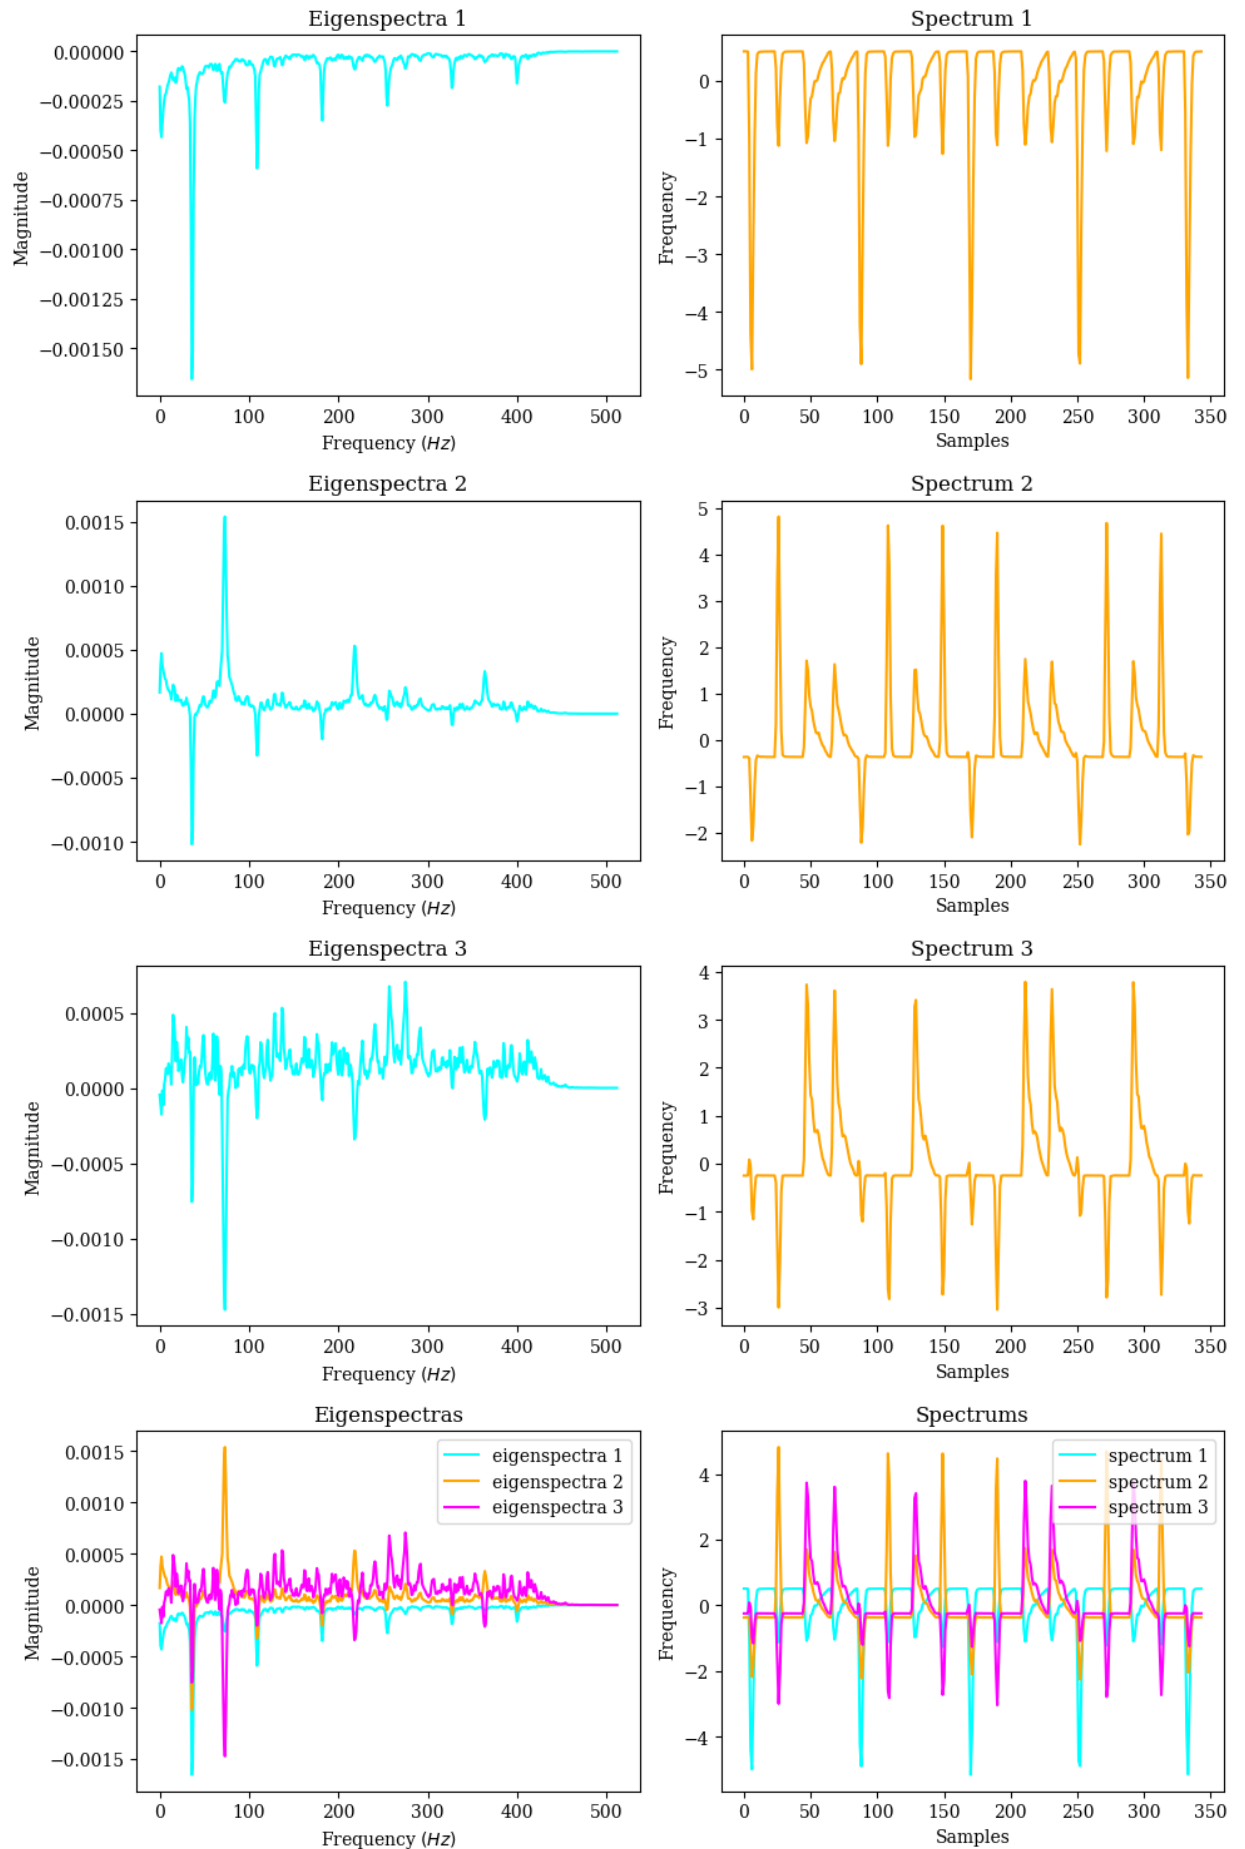 Eigenspectra 1
0.00000
−0.00025
−0.00050
−0.00075
−0.00100
−0.00125
−0.00150
Magnitude
0 100 200 300 400 500
Frequency (Hz)
Spectrum 1
0
−1
−2
−3
−4
−5
Frequency
0 50 100 150 200 250 300 350
Samples
Eigenspectra 2
0.0015
0.0010
0.0005
0.0000
−0.0005
−0.0010
Magnitude
0 100 200 300 400 500
Frequency (Hz)
Spectrum 2
5
4
3
2
1
0
−1
−2
Frequency
0 50 100 150 200 250 300 350
Samples
Eigenspectra 3
0.0005
0.0000
−0.0005
−0.0010
−0.0015
Magnitude
0 100 200 300 400 500
Frequency (Hz)
Spectrum 3
4
3
2
1
0
−1
−2
−3
Frequency
0 50 100 150 200 250 300 350
Samples
Eigenspectras
0.0015
0.0010
0.0005
0.0000
−0.0005
−0.0010
−0.0015
Magnitude
eigenspectra 1
eigenspectra 2
eigenspectra 3
0 100 200 300 400 500
Frequency (Hz)
Spectrums
4
2
0
−2
−4
Frequency
spectrum 1
spectrum 2
spectrum 3
0 50 100 150 200 250 300 350
Samples